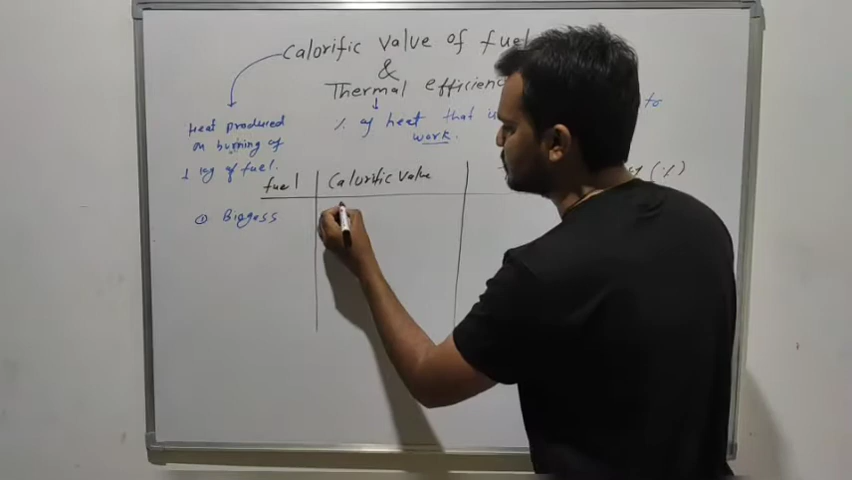 Calorific Value of fuel
&
Thermal efficienc
Heat produced
on burning of
1 kg of fuel.
% of heat that is to
work.
fuel Calorific Value (%)
① Biogass